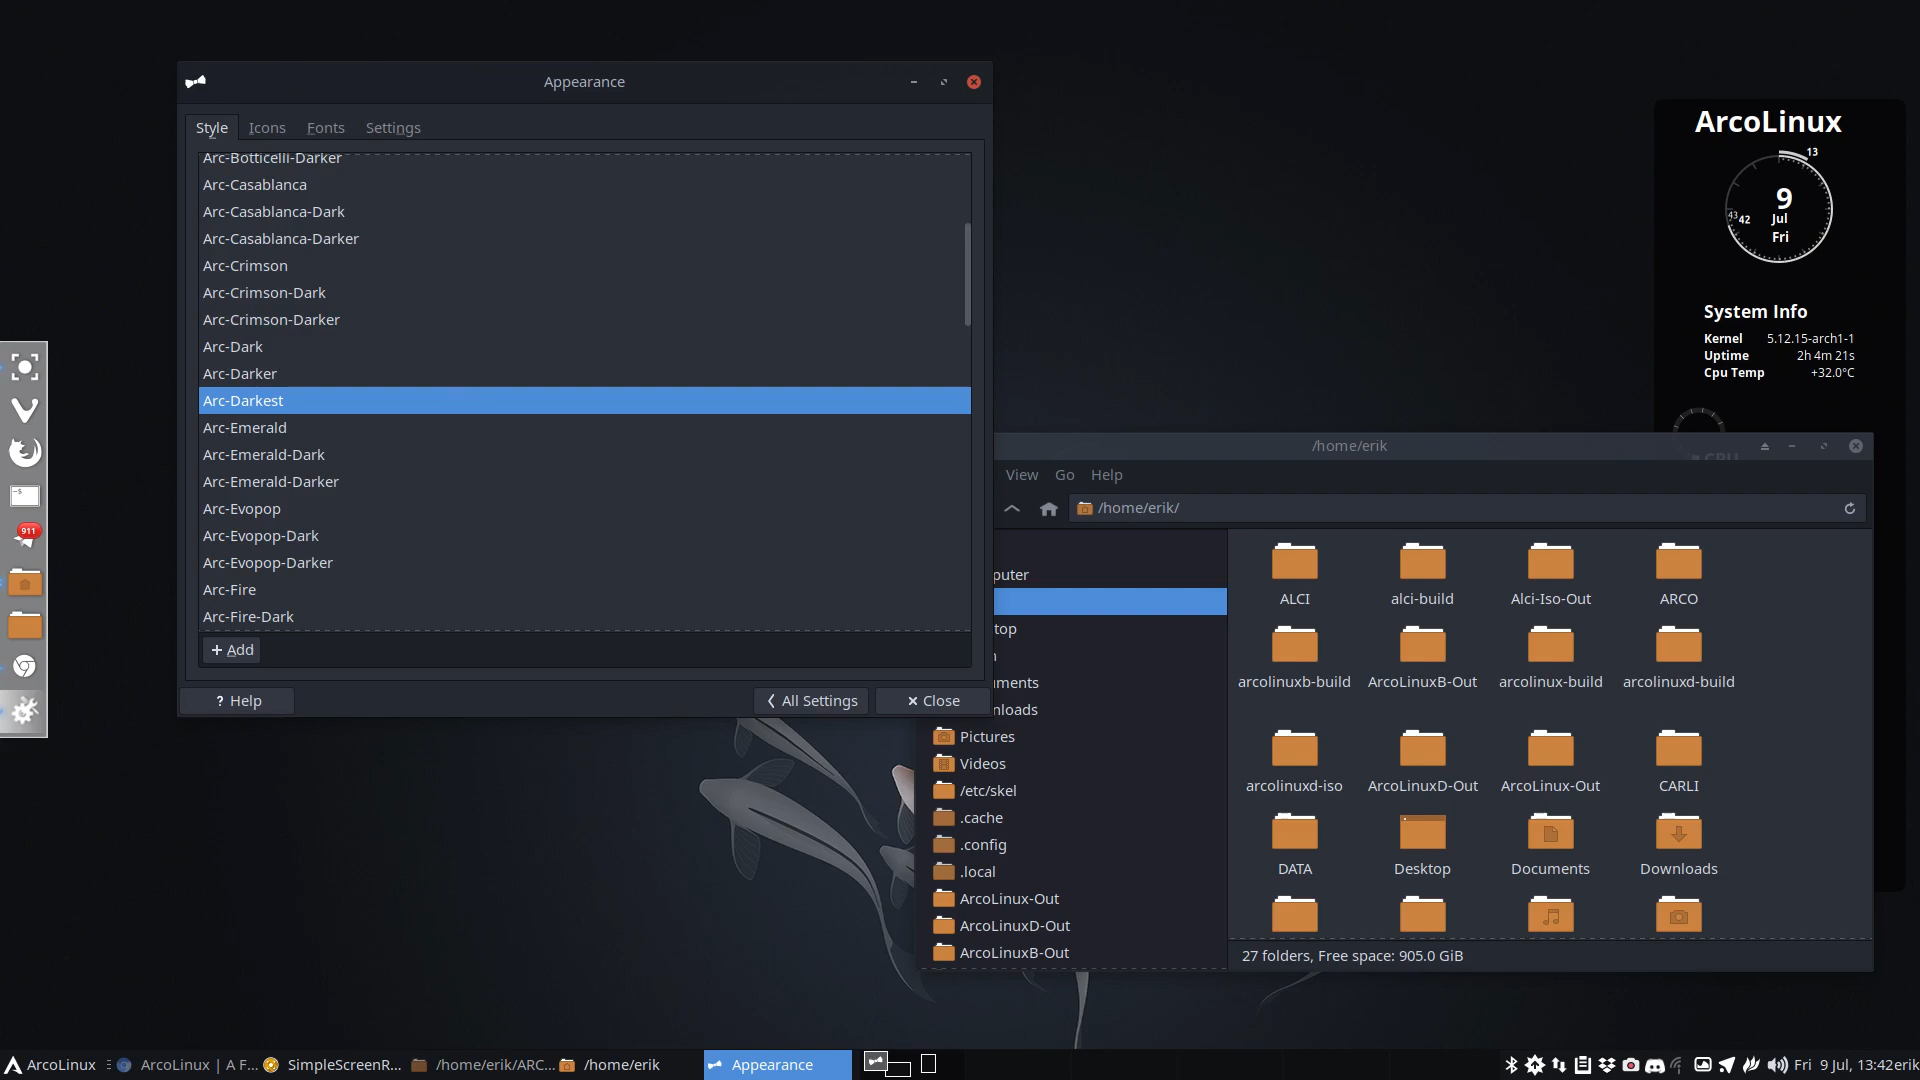 Appearance
Style Icons Fonts Settings
Arc-Botticelli-Darker
Arc-Casablanca
Arc-Casablanca-Dark
Arc-Casablanca-Darker
Arc-Crimson
Arc-Crimson-Dark
Arc-Crimson-Darker
Arc-Dark
Arc-Darker
Arc-Darkest
Arc-Emerald
Arc-Emerald-Dark
Arc-Emerald-Darker
Arc-Evopop
Arc-Evopop-Dark
Arc-Evopop-Darker
Arc-Fire
Arc-Fire-Dark
+ Add
? Help
All Settings
Close
911
ArcoLinux
13
9
43 42
Jul
Fri
System Info
Kernel 5.12.15-arch1-1
Uptime 2h 4m 21s
Cpu Temp +32.0°C
CPU
/home/erik
View Go Help
/home/erik/
puter
top
n
ments
nloads
Pictures
Videos
/etc/skel
.cache
.config
.local
ArcoLinux-Out
ArcoLinuxD-Out
ArcoLinuxB-Out
ALCI alci-build Alci-Iso-Out ARCO
arcolinuxb-build ArcoLinuxB-Out arcolinux-build arcolinuxd-build
arcolinuxd-iso ArcoLinuxD-Out ArcoLinux-Out CARLI
DATA Desktop Documents Downloads
27 folders, Free space: 905.0 GiB
ArcoLinux ArcoLinux | A F... SimpleScreenR... /home/erik/ARC... /home/erik Appearance Fri 9 Jul, 13:42 erik